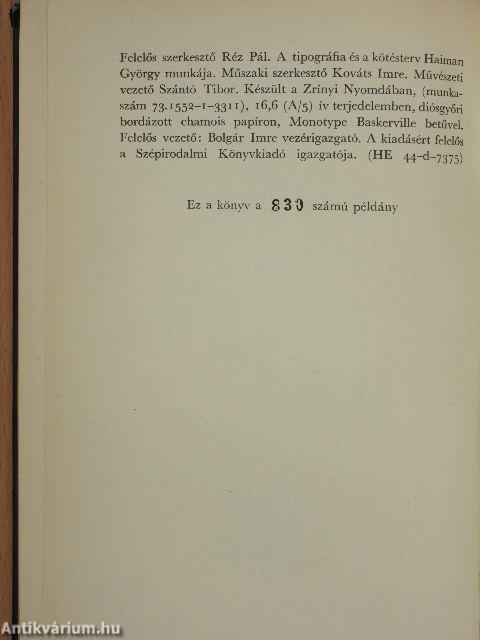 Felelős szerkesztő Réz Pál. A tipográfia és a kötésterv Haiman
György munkája. Műszaki szerkesztő Kováts Imre. Művészeti
vezető Szántó Tibor. Készült a Zrínyi Nyomdában, (munka-
szám 73.1552-1-3311), 16,6 (A/5) ív terjedelemben, diósgyőri
bordázott chamois papiron, Monotype Baskerville betűvel.
Felelős vezető: Bolgár Imre vezérigazgató. A kiadásért felelős
a Szépirodalmi Könyvkiadó igazgatója. (HE 44-d-7375)
Ez a könyv a 830 számú példány
Antikvárium.hu